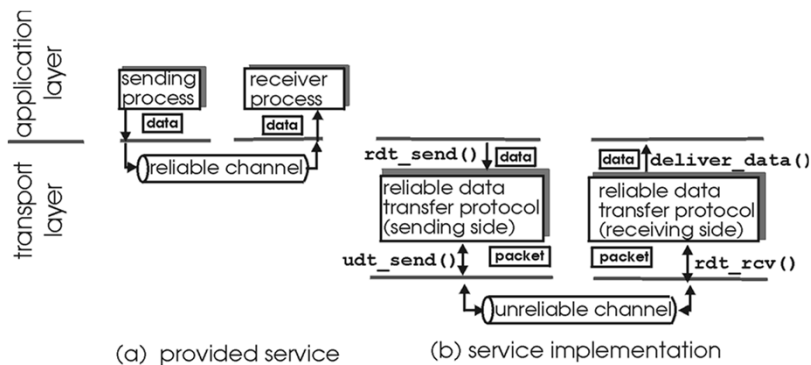 application
layer
transport
layer
sending
process
data
receiver
process
data
reliable channel
(a) provided service
rdt_send()
data
reliable data
transfer protocol
(sending side)
udt_send()
packet
data
deliver_data()
reliable data
transfer protocol
(receiving side)
packet
rdt_rcv()
unreliable channel
(b) service implementation